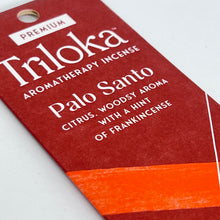 PREMIUM
Triloka
AROMATHERAPY INCENSE
Palo Santo
CITRUS, WOODSY AROMA
WITH A HINT
OF FRANKINCENSE